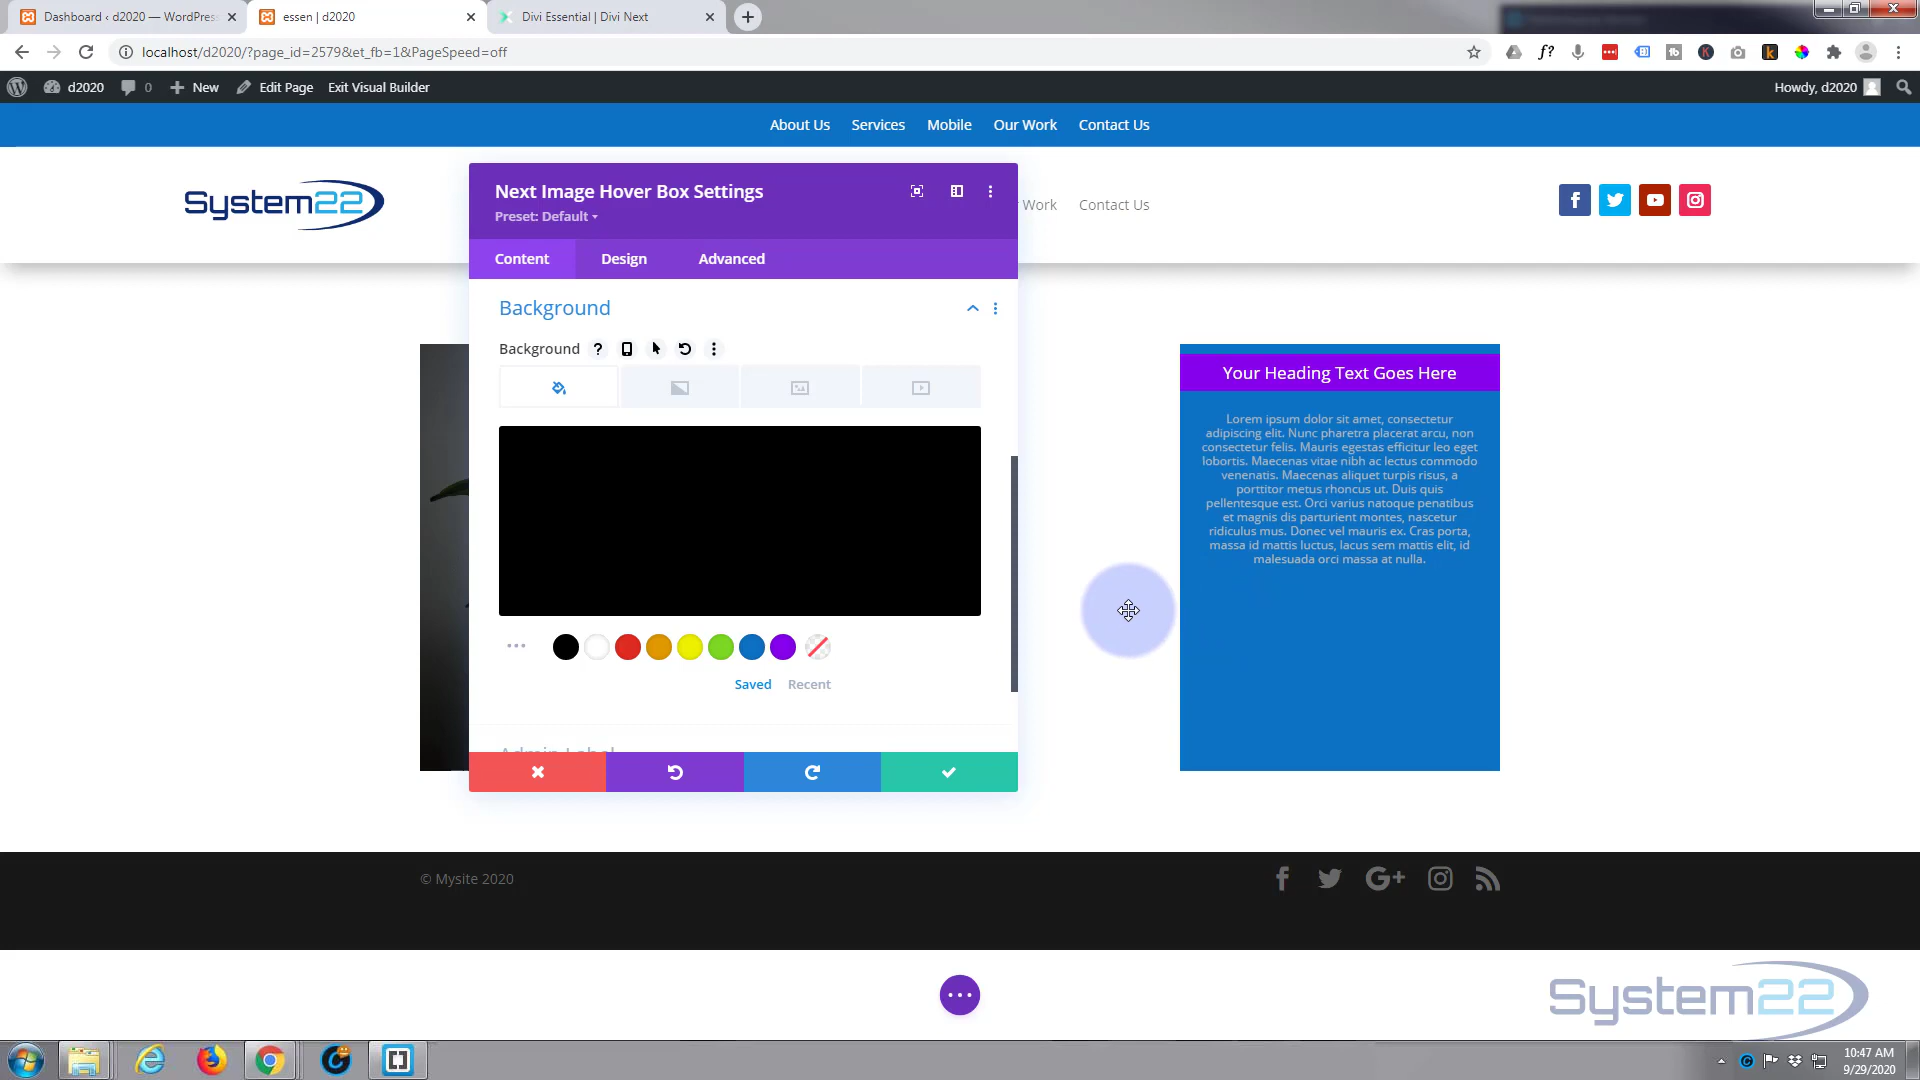 Dashboard ‹ d2020 — WordPress
essen | d2020
Divi Essential | Divi Next
localhost/d2020/?page_id=2579&et_fb=1&PageSpeed=off
d2020
0
New
Edit Page
Exit Visual Builder
Howdy, d2020
About Us
Services
Mobile
Our Work
Contact Us
System22
Next Image Hover Box Settings
Preset: Default
Work
Contact Us
Content
Design
Advanced
Background
Background
Your Heading Text Goes Here
Lorem ipsum dolor sit amet, consectetur
adipiscing elit. Nunc pharetra placerat arcu, non
consectetur felis. Mauris egestas efficitur leo eget
lobortis. Maecenas vitae nibh ac lectus commodo
venenatis. Maecenas aliquet turpis risus, a
porttitor metus rhoncus ut. Duis quis
pellentesque est. Orci varius natoque penatibus
et magnis dis parturient montes, nascetur
ridiculus mus. Donec vel mauris ex. Cras porta,
massa id mattis luctus, lacus sem mattis elit, id
malesuada orci massa at nulla.
Saved
Recent
Admin Label
© Mysite 2020
System22
10:47 AM
9/29/2020